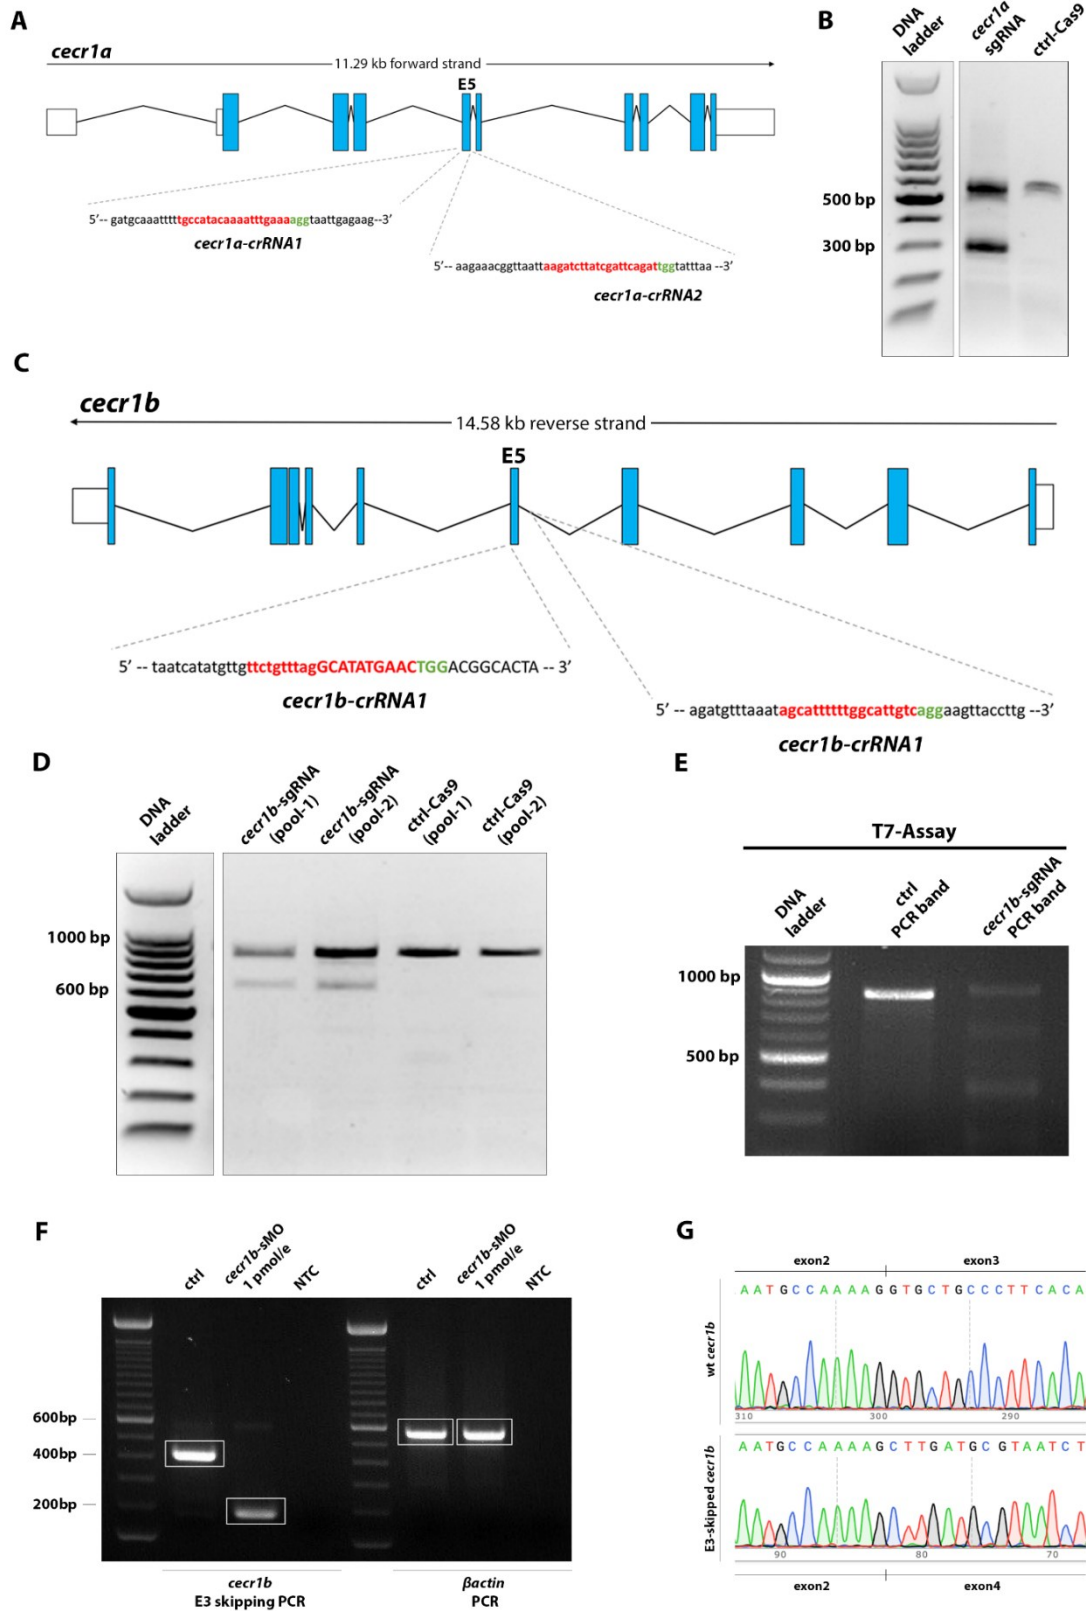 A
cecr1a
11.29 kb forward strand
E5
5’-- gatgcaaatttttgccatacaaaatttgaaaaggtaattgagaag--3’
cecr1a-crRNA1
5’-- aagaaacggttaattaagatcttatcgattcagattggtatttaa --3’
cecr1a-crRNA2
B
DNA
ladder
cecr1a
sgRNA
ctrl-Cas9
500 bp
300 bp
C
cecr1b
14.58 kb reverse strand
E5
5’ -- taatcatatgttgttctgtttagGCATATGAACTGGACGGCACTA -- 3’
cecr1b-crRNA1
5’ -- agatgtttaaatagcattttttggcattgtcaggaagttaccttg --3’
cecr1b-crRNA1
D
DNA
ladder
cecr1b-sgRNA
(pool-1)
cecr1b-sgRNA
(pool-2)
ctrl-Cas9
(pool-1)
ctrl-Cas9
(pool-2)
1000 bp
600 bp
E
T7-Assay
DNA
ladder
ctrl
PCR band
cecr1b-sgRNA
PCR band
1000 bp
500 bp
F
ctrl
cecr1b-sMO
1 pmol/e
NTC
ctrl
cecr1b-sMO
1 pmol/e
NTC
600bp
400bp
200bp
cecr1b
E3 skipping PCR
βactin
PCR
G
exon2
exon3
wt cecr1b
AATGCCAAAAGGTGCTGCCCTTCACA
310
300
290
E3-skipped cecr1b
AATGCCAAAAGCTTGATGCGTAATCT
90
80
70
exon2
exon4